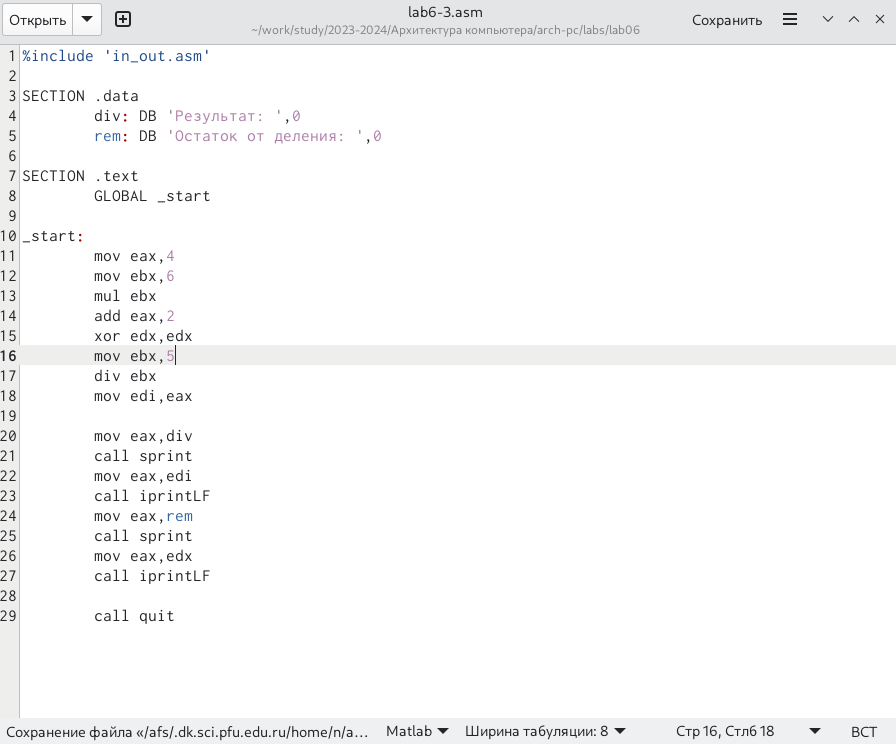 lab6-3.asm
Открыть
~/work/study/2023-2024/Архитектура компьютера/arch-pc/labs/lab06
Сохранить
1 %include 'in_out.asm'
2
3 SECTION .data
4 div: DB 'Результат: ',0
5 rem: DB 'Остаток от деления: ',0
6
7 SECTION .text
8 GLOBAL _start
9
10 _start:
11 mov eax,4
12 mov ebx,6
13 mul ebx
14 add eax,2
15 xor edx,edx
16 mov ebx,5
17 div ebx
18 mov edi,eax
19
20 mov eax,div
21 call sprint
22 mov eax,edi
23 call iprintLF
24 mov eax,rem
25 call sprint
26 mov eax,edx
27 call iprintLF
28
29 call quit
Сохранение файла «/afs/.dk.sci.pfu.edu.ru/home/n/a… Matlab Ширина табуляции: 8 Стр 16, Стлб 18 ВСТ